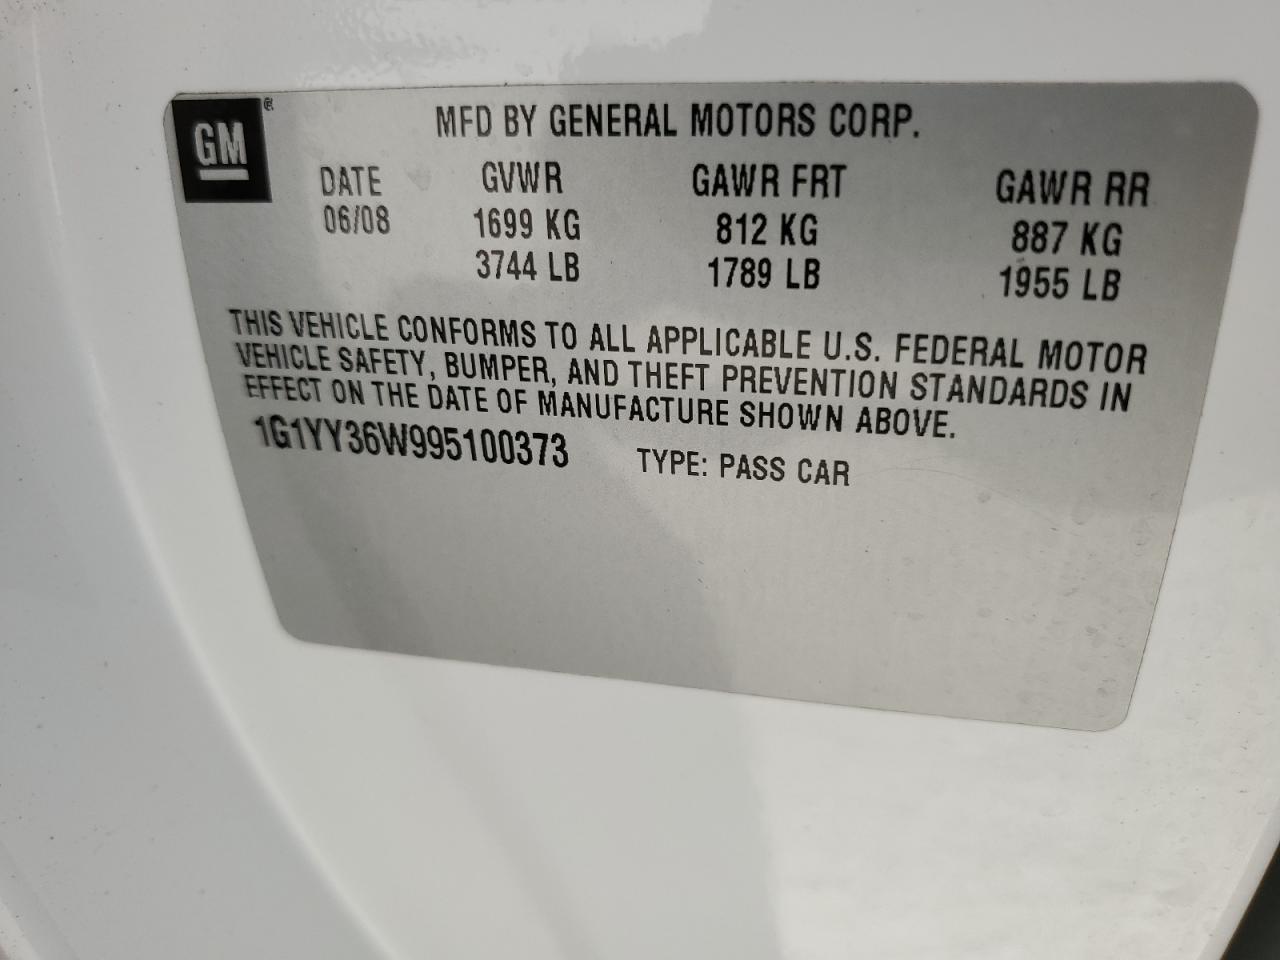 GM ®
MFD BY GENERAL MOTORS CORP.
DATE GVWR GAWR FRT GAWR RR
06/08 1699 KG 812 KG 887 KG
3744 LB 1789 LB 1955 LB
THIS VEHICLE CONFORMS TO ALL APPLICABLE U.S. FEDERAL MOTOR
VEHICLE SAFETY, BUMPER, AND THEFT PREVENTION STANDARDS IN
EFFECT ON THE DATE OF MANUFACTURE SHOWN ABOVE.
1G1YY36W995100373 TYPE: PASS CAR